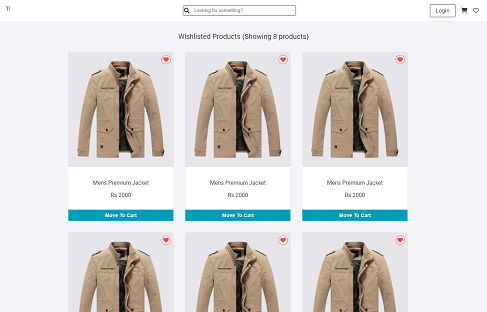 TI
Looking for something?
Login
Wishlisted Products (Showing 8 products)
Mens Premium Jacket
Mens Premium Jacket
Mens Premium Jacket
Rs 2000
Rs 2000
Rs 2000
Move To Cart
Move To Cart
Move To Cart